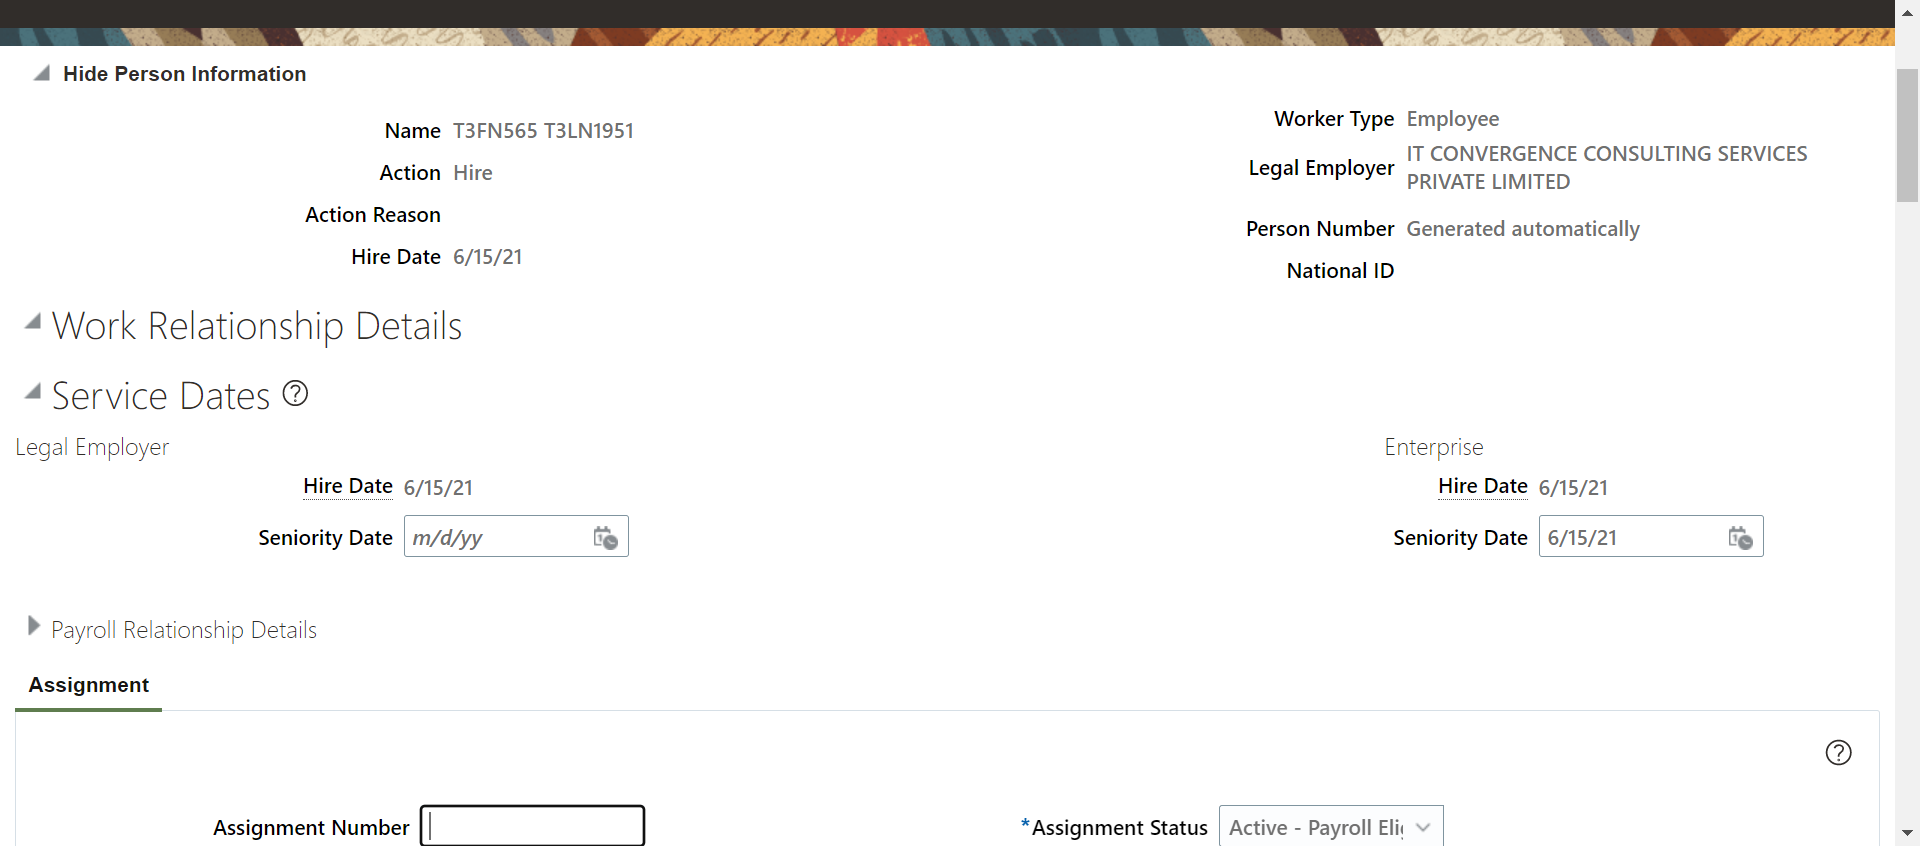 Hide Person Information
Name T3FN565 T3LN1951
Action Hire
Action Reason
Hire Date 6/15/21
Worker Type Employee
Legal Employer IT CONVERGENCE CONSULTING SERVICES
PRIVATE LIMITED
Person Number Generated automatically
National ID
Work Relationship Details
Service Dates ?
Legal Employer
Hire Date 6/15/21
Seniority Date m/d/yy
Enterprise
Hire Date 6/15/21
Seniority Date 6/15/21
Payroll Relationship Details
Assignment
?
Assignment Number
*Assignment Status Active - Payroll Eli